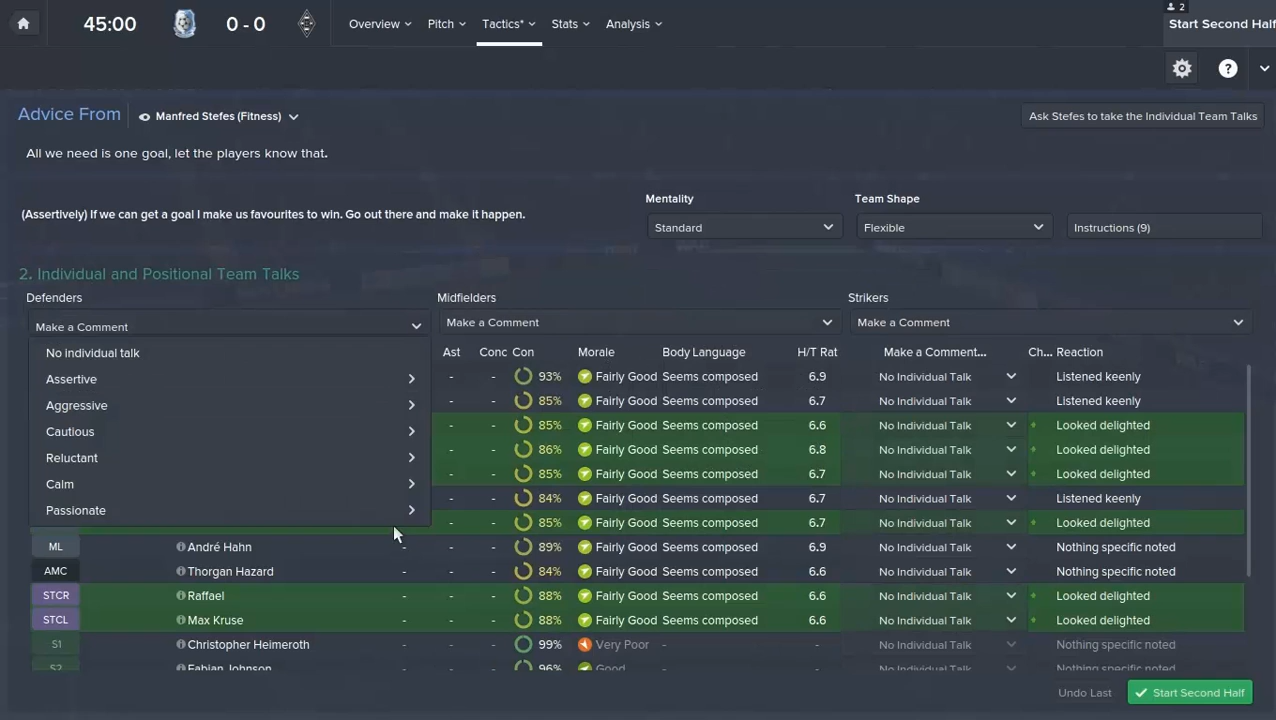 45:00 0 - 0 Overview Pitch Tactics* Stats Analysis 2 Start Second Half
?
Advice From Manfred Stefes (Fitness) Ask Stefes to take the Individual Team Talks
All we need is one goal, let the players know that.
Mentality Team Shape
(Assertively) If we can get a goal I make us favourites to win. Go out there and make it happen.
Standard Flexible Instructions (9)
2. Individual and Positional Team Talks
Defenders Midfielders Strikers
Make a Comment Make a Comment Make a Comment
No individual talk
Assertive
Aggressive
Cautious
Reluctant
Calm
Passionate
Ast Conc Con Morale Body Language H/T Rat Make a Comment... Ch... Reaction
- - 93% Fairly Good Seems composed 6.9 No Individual Talk Listened keenly
- - 85% Fairly Good Seems composed 6.7 No Individual Talk Listened keenly
- - 85% Fairly Good Seems composed 6.6 No Individual Talk Looked delighted
- - 86% Fairly Good Seems composed 6.8 No Individual Talk Looked delighted
- - 85% Fairly Good Seems composed 6.7 No Individual Talk Looked delighted
- - 84% Fairly Good Seems composed 6.7 No Individual Talk Listened keenly
- - 85% Fairly Good Seems composed 6.7 No Individual Talk Looked delighted
ML André Hahn - - - 89% Fairly Good Seems composed 6.9 No Individual Talk Nothing specific noted
AMC Thorgan Hazard - - - 84% Fairly Good Seems composed 6.6 No Individual Talk Nothing specific noted
STCR Raffael - - - 88% Fairly Good Seems composed 6.6 No Individual Talk Looked delighted
STCL Max Kruse - - - 88% Fairly Good Seems composed 6.6 No Individual Talk Looked delighted
S1 Christopher Heimeroth - - - 99% Very Poor - - No Individual Talk Nothing specific noted
S2 Fabian Johnson - - - 96% Good - - No Individual Talk Nothing specific noted
Undo Last Start Second Half